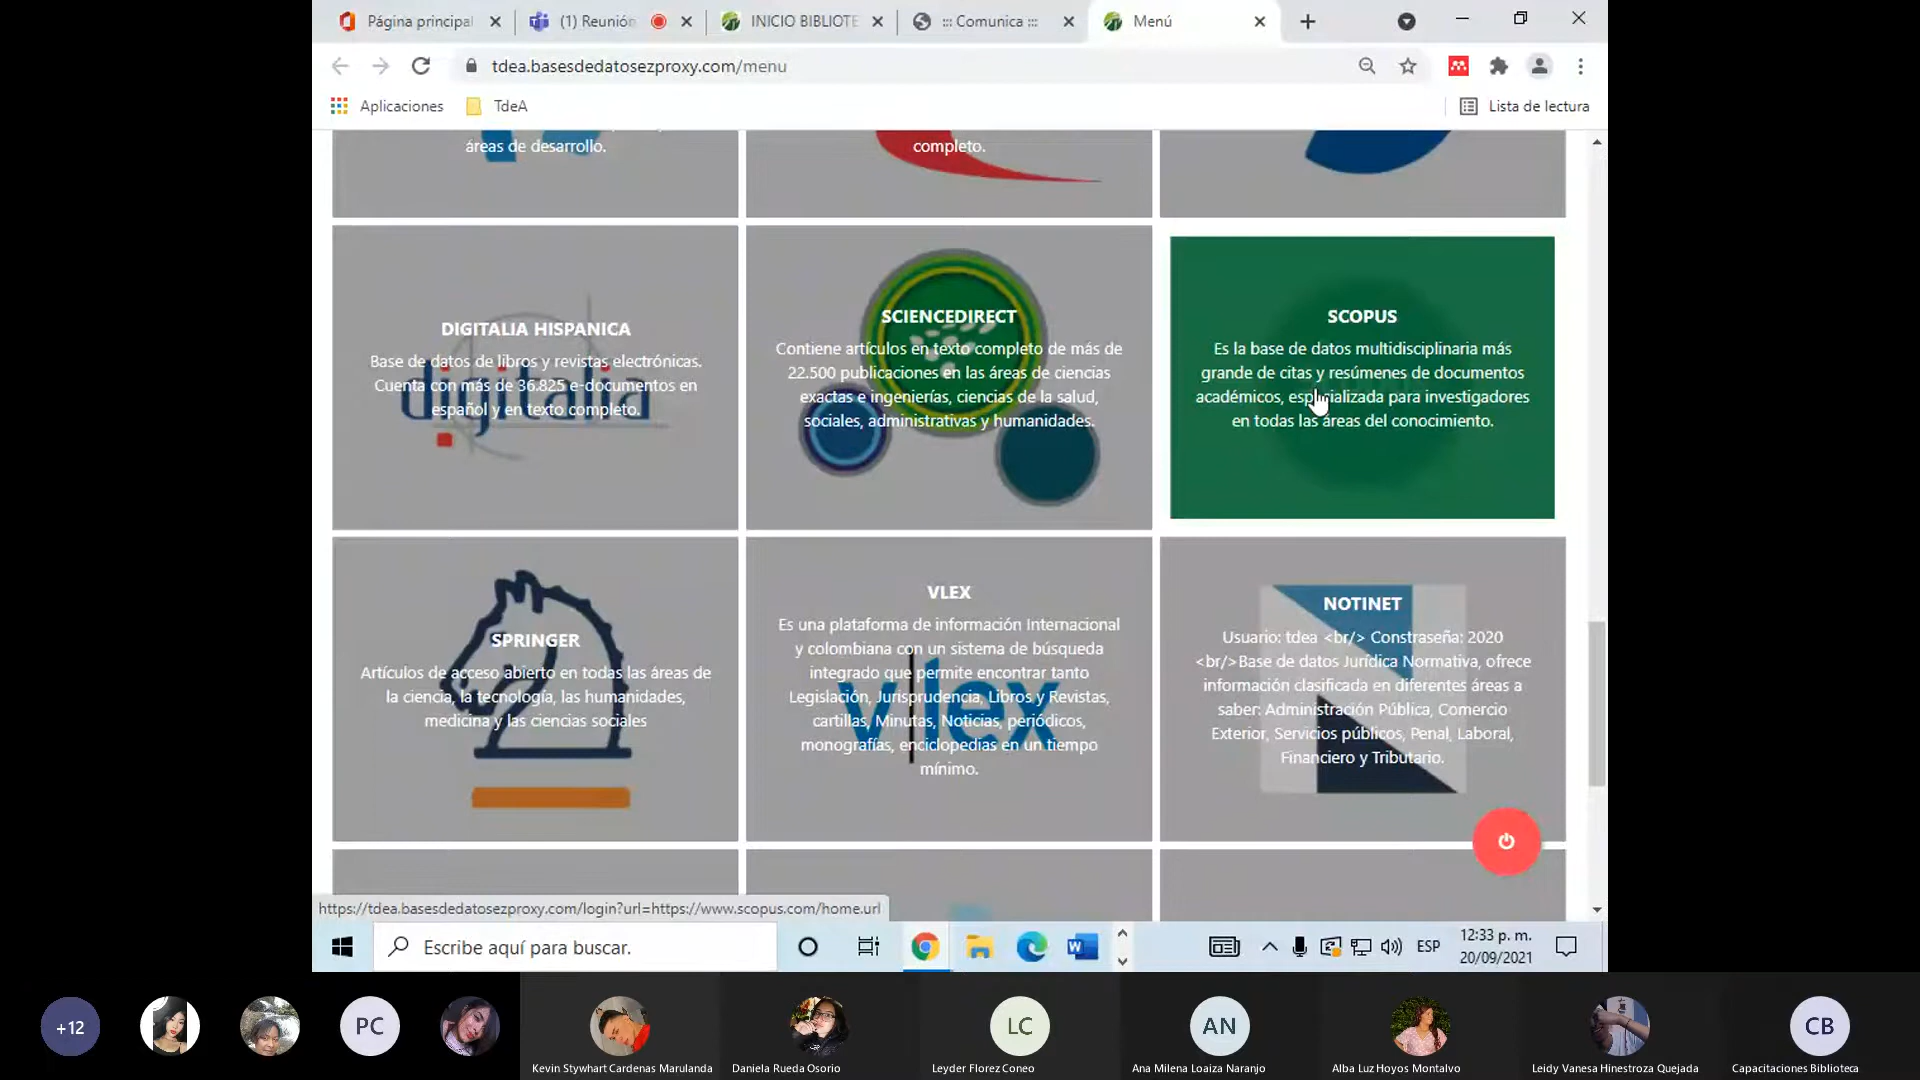 Página principal
(1) Reunión
INICIO BIBLIOTE
::: Comunica :::
Menú
tdea.basesdedatosezproxy.com/menu
Aplicaciones
TdeA
Lista de lectura
áreas de desarrollo.
completo.
DIGITALIA HISPANICA
Base de datos de libros y revistas electrónicas.
Cuenta con más de 36.825 e-documentos en
español y en texto completo.
digitalia
SCIENCEDIRECT
Contiene artículos en texto completo de más de
22.500 publicaciones en las áreas de ciencias
exactas e ingenierías, ciencias de la salud,
sociales, administrativas y humanidades.
SCOPUS
Es la base de datos multidisciplinaria más
grande de citas y resúmenes de documentos
académicos, especializada para investigadores
en todas las áreas del conocimiento.
SPRINGER
Artículos de acceso abierto en todas las áreas de
la ciencia, la tecnología, las humanidades,
medicina y las ciencias sociales
VLEX
Es una plataforma de información Internacional
y colombiana con un sistema de búsqueda
integrado que permite encontrar tanto
Legislación, Jurisprudencia, Libros y Revistas,
cartillas, Minutas, Noticias, periódicos,
monografías, enciclopedias en un tiempo
mínimo.
v|lex
NOTINET
Usuario: tdea <br/> Constraseña: 2020
<br/>Base de datos Jurídica Normativa, ofrece
información clasificada en diferentes áreas a
saber: Administración Pública, Comercio
Exterior, Servicios públicos, Penal, Laboral,
Financiero y Tributario.
https://tdea.basesdedatosezproxy.com/login?url=https://www.scopus.com/home.url
Escribe aquí para buscar.
ESP
12:33 p. m.
20/09/2021
+12
PC
LC
AN
CB
Kevin Stywhart Cardenas Marulanda
Daniela Rueda Osorio
Leyder Florez Coneo
Ana Milena Loaiza Naranjo
Alba Luz Hoyos Montalvo
Leidy Vanesa Hinestroza Quejada
Capacitaciones Biblioteca